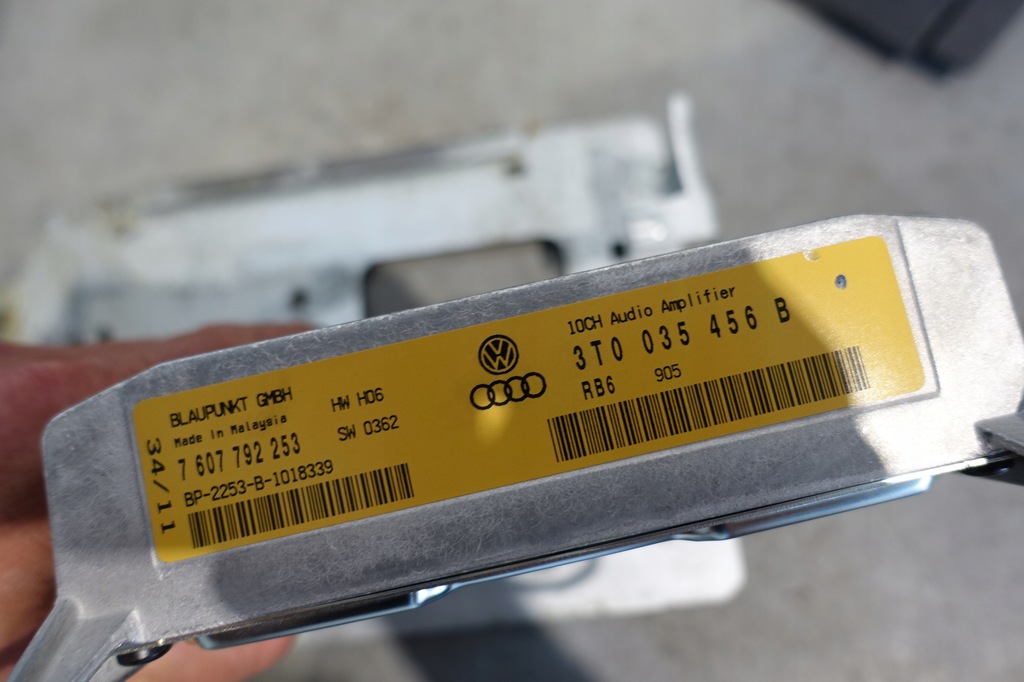 BLAUPUNKT GMBH
Made In Malaysia
7 607 792 253
BP-2253-B-1018339
34/11
HW H06
SW 0362
10CH Audio Amplifier
3T0 035 456 B
RB6 905